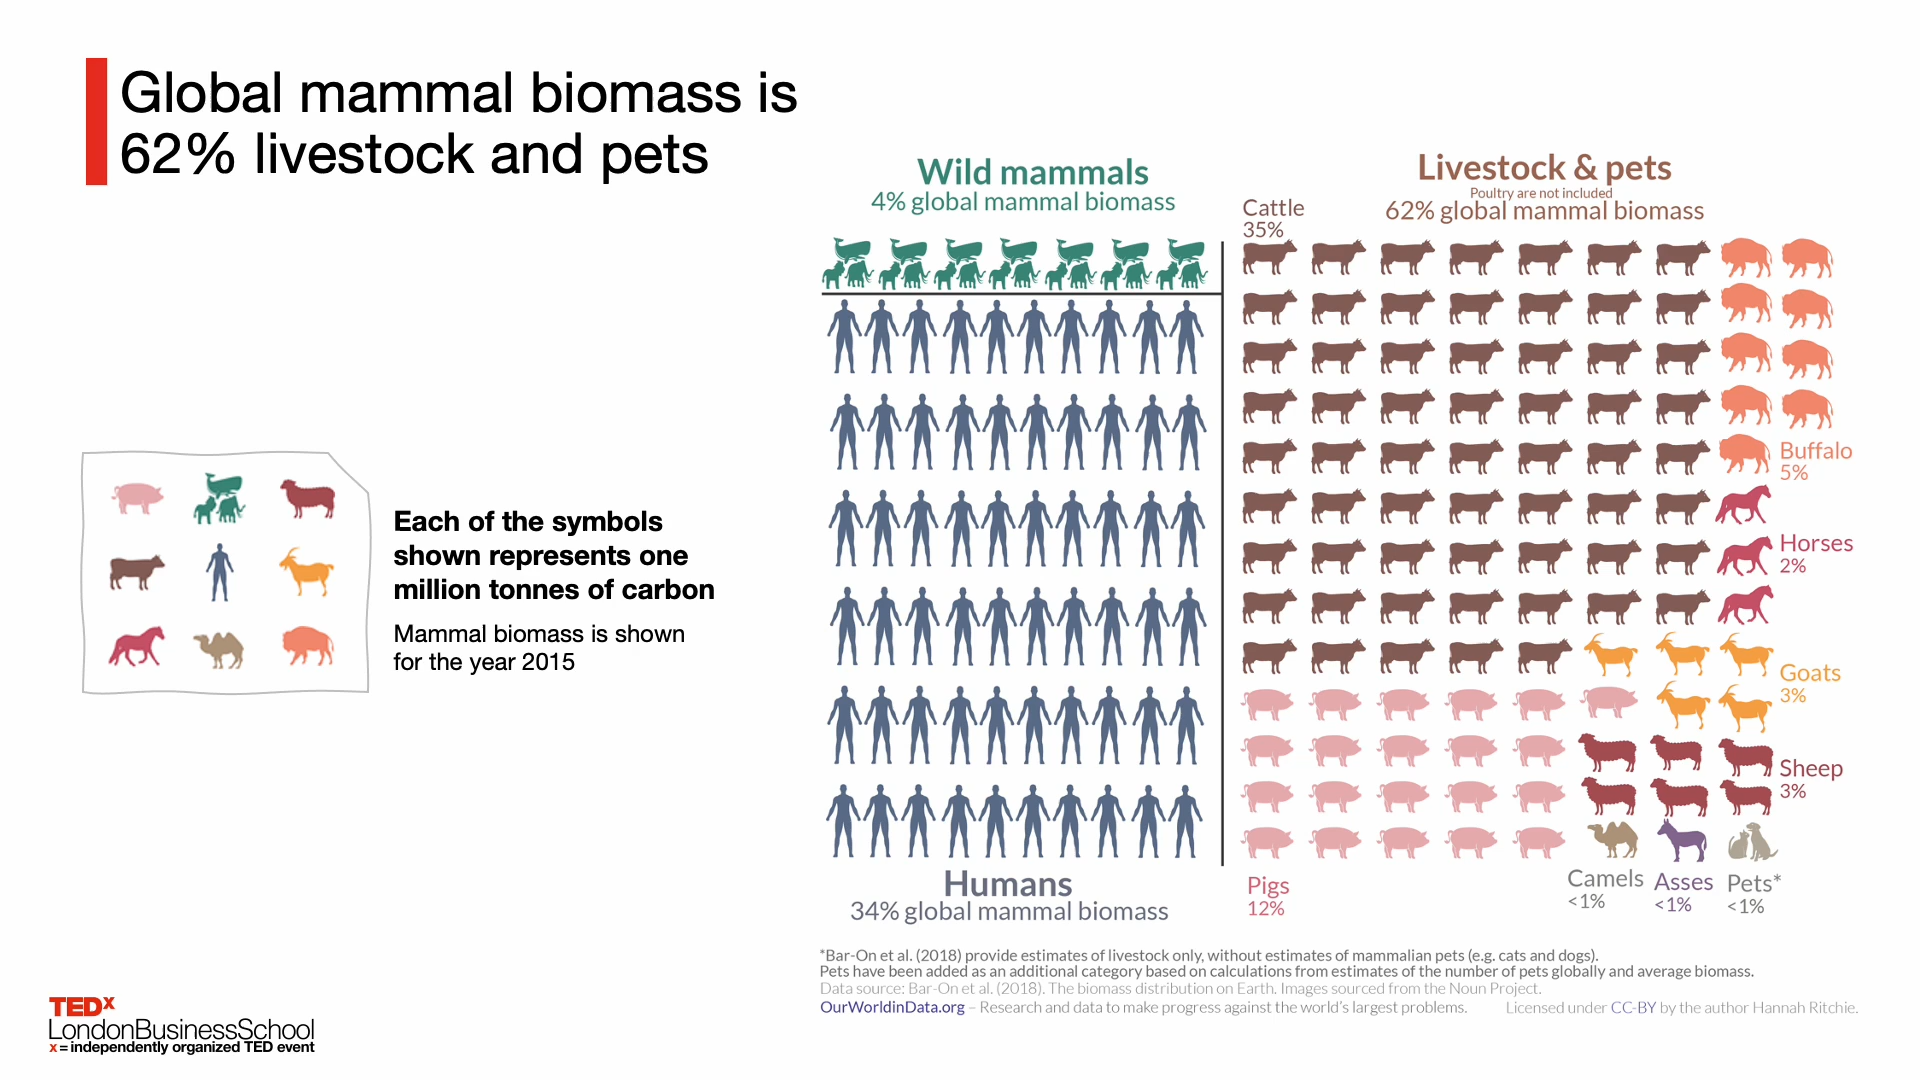 Global mammal biomass is
62% livestock and pets
Each of the symbols
shown represents one
million tonnes of carbon
Mammal biomass is shown
for the year 2015
Wild mammals
4% global mammal biomass
Humans
34% global mammal biomass
Livestock & pets
Poultry are not included
62% global mammal biomass
Cattle
35%
Buffalo
5%
Horses
2%
Goats
3%
Sheep
3%
Pigs
12%
Camels
<1%
Asses
<1%
Pets*
<1%
*Bar-On et al. (2018) provide estimates of livestock only, without estimates of mammalian pets (e.g. cats and dogs).
Pets have been added as an additional category based on calculations from estimates of the number of pets globally and average biomass.
Data source: Bar-On et al. (2018). The biomass distribution on Earth. Images sourced from the Noun Project.
OurWorldinData.org – Research and data to make progress against the world's largest problems.
Licensed under CC-BY by the author Hannah Ritchie.
TEDx
LondonBusinessSchool
x = independently organized TED event